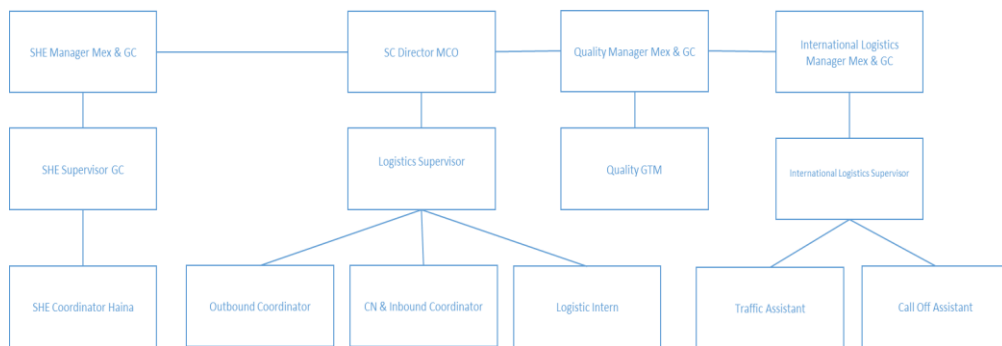 SHE Manager Mex & GC
SC Director MCO
Quality Manager Mex & GC
International Logistics
Manager Mex & GC
SHE Supervisor GC
Logistics Supervisor
Quality GTM
International Logistics Supervisor
SHE Coordinator Haina
Outbound Coordinator
CN & Inbound Coordinator
Logistic Intern
Traffic Assistant
Call Off Assistant